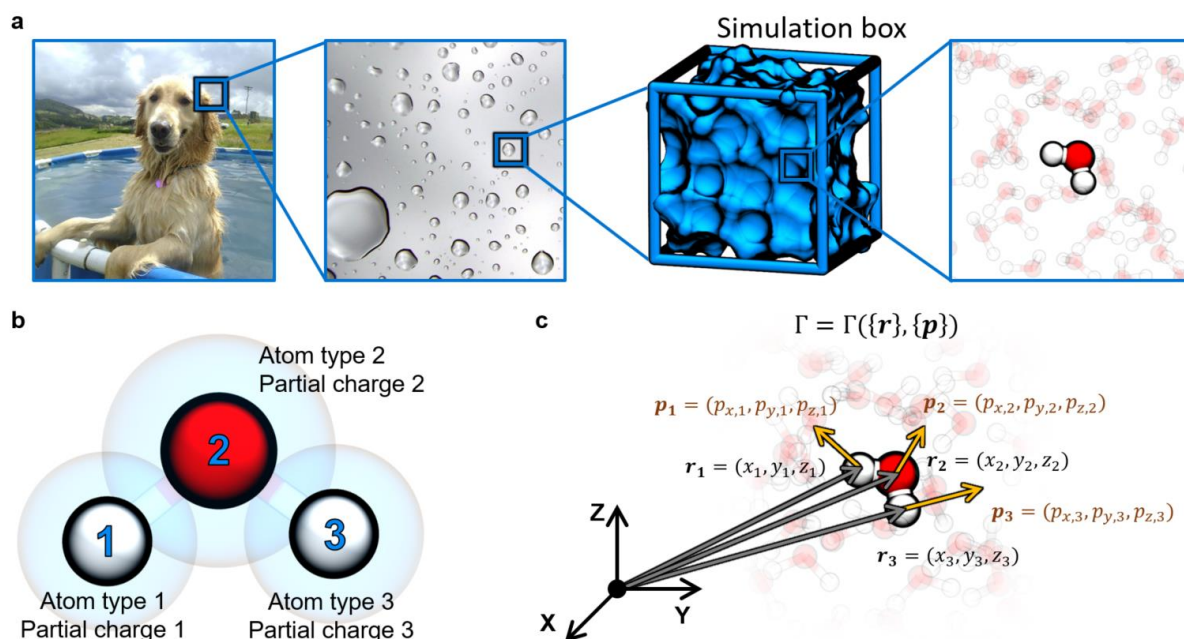 a
Simulation box
b
Atom type 2
Partial charge 2
2
1
3
Atom type 1
Partial charge 1
Atom type 3
Partial charge 3
c
Γ = Γ({r}, {p})
p₁ = (pₓ,₁, p_y,₁, p_z,₁)
p₂ = (pₓ,₂, p_y,₂, p_z,₂)
r₁ = (x₁, y₁, z₁)
r₂ = (x₂, y₂, z₂)
p₃ = (pₓ,₃, p_y,₃, p_z,₃)
r₃ = (x₃, y₃, z₃)
Z
Y
X